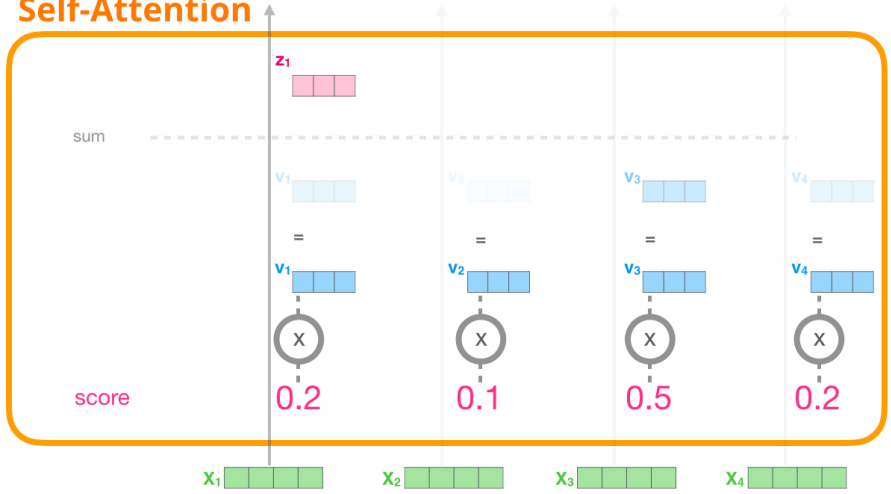 Self-Attention
z1
sum
v1 v2 v3 v4
= = = =
v1 v2 v3 v4
X X X X
score 0.2 0.1 0.5 0.2
X1 X2 X3 X4